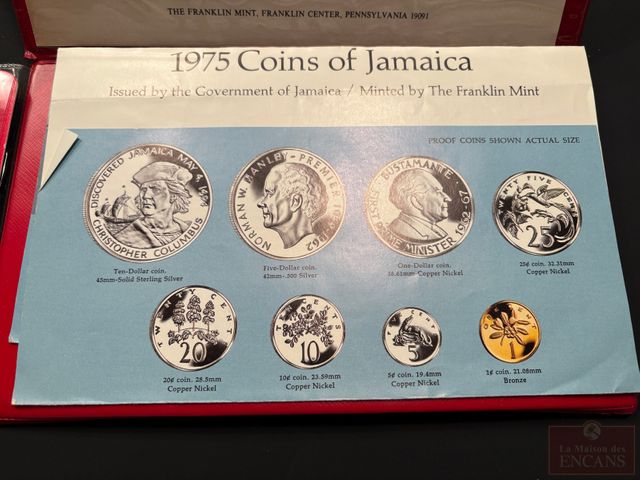 THE FRANKLIN MINT, FRANKLIN CENTER, PENNSYLVANIA 19091
1975 Coins of Jamaica
Issued by the Government of Jamaica / Minted by The Franklin Mint
PROOF COINS SHOWN ACTUAL SIZE
DISCOVERED JAMAICA MAY 4, 1494
CHRISTOPHER COLUMBUS
Ten-Dollar coin.
45mm-Solid Sterling Silver
NORMAN W. MANLEY-PREMIER
Five-Dollar coin.
42mm-.500 Silver
BUSTAMANTE
MINISTER 1962
One-Dollar coin.
Copper Nickel
TWENTY FIVE
25
25¢ coin. 32.31mm
Copper Nickel
TWENTY CENTS
20
20¢ coin. 28.5mm
Copper Nickel
TEN CENTS
10
10¢ coin. 23.59mm
Copper Nickel
5
5¢ coin. 19.4mm
Copper Nickel
ONE CENT
1
1¢ coin. 21.08mm
Bronze
La Maison des
ENCANS